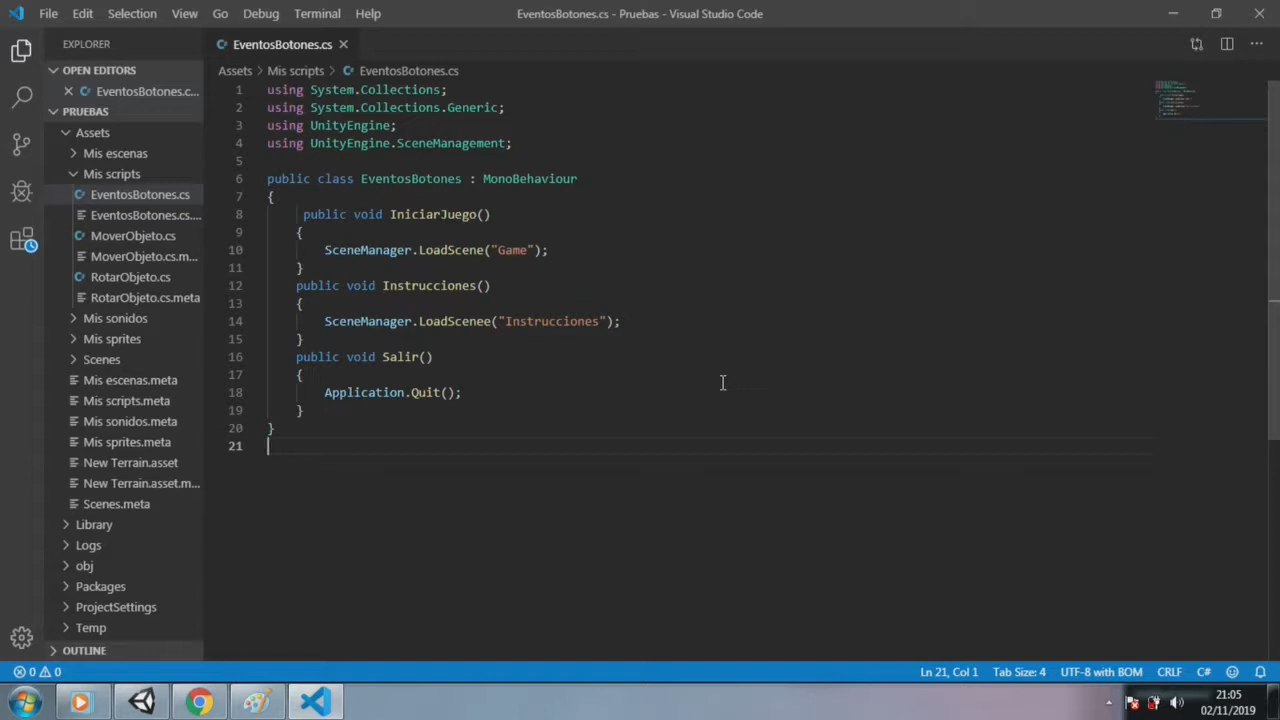 File Edit Selection View Go Debug Terminal Help EventosBotones.cs - Pruebas - Visual Studio Code
EXPLORER
OPEN EDITORS
EventosBotones.c...
PRUEBAS
Assets
Mis escenas
Mis scripts
EventosBotones.cs
EventosBotones.cs....
MoverObjeto.cs
MoverObjeto.cs.m...
RotarObjeto.cs
RotarObjeto.cs.meta
Mis sonidos
Mis sprites
Scenes
Mis escenas.meta
Mis scripts.meta
Mis sonidos.meta
Mis sprites.meta
New Terrain.asset
New Terrain.asset.m...
Scenes.meta
Library
Logs
obj
Packages
ProjectSettings
Temp
OUTLINE
EventosBotones.cs
Assets > Mis scripts > EventosBotones.cs
1 using System.Collections;
2 using System.Collections.Generic;
3 using UnityEngine;
4 using UnityEngine.SceneManagement;
5
6 public class EventosBotones : MonoBehaviour
7 {
8 public void IniciarJuego()
9 {
10 SceneManager.LoadScene("Game");
11 }
12 public void Instrucciones()
13 {
14 SceneManager.LoadScenee("Instrucciones");
15 }
16 public void Salir()
17 {
18 Application.Quit();
19 }
20 }
21
0 0 Ln 21, Col 1 Tab Size: 4 UTF-8 with BOM CRLF C#
21:05
02/11/2019